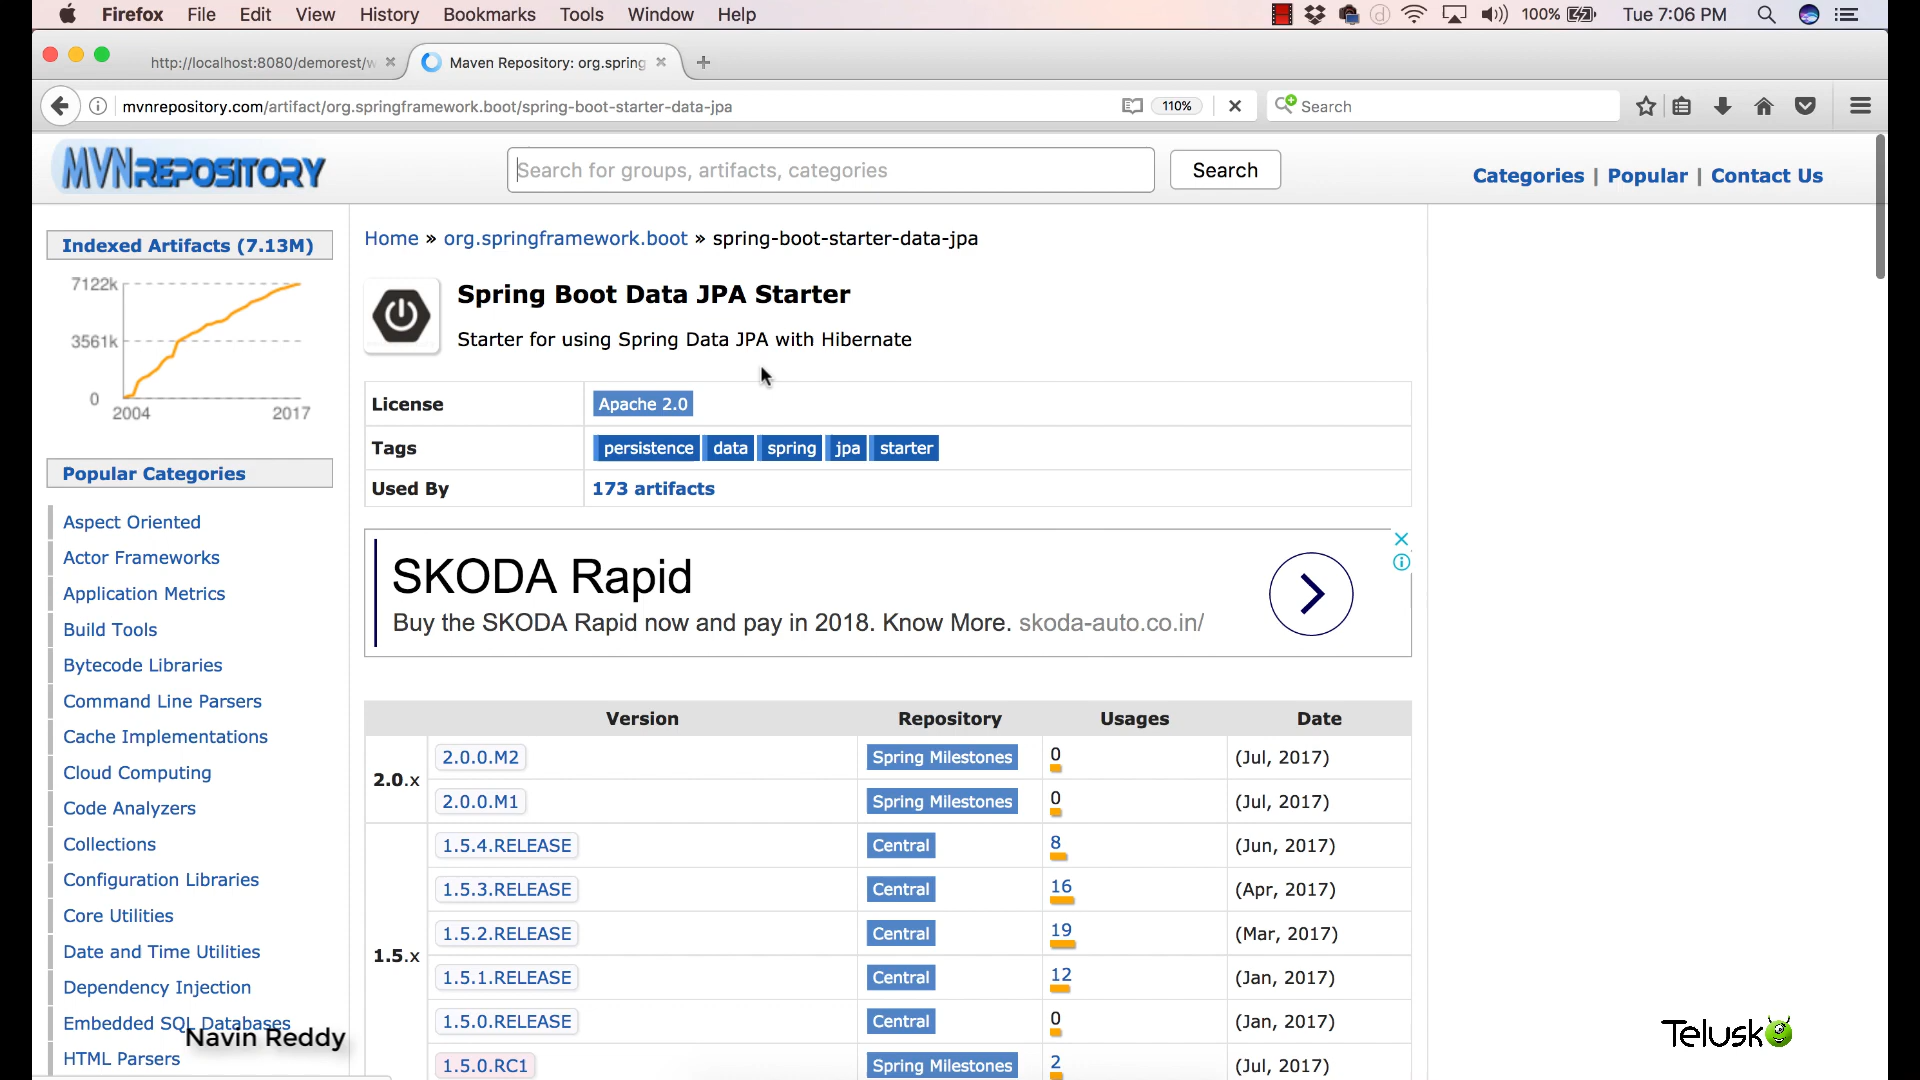 Firefox File Edit View History Bookmarks Tools Window Help 100% Tue 7:06 PM
http://localhost:8080/demorest/w Maven Repository: org.spring
mvnrepository.com/artifact/org.springframework.boot/spring-boot-starter-data-jpa 110% Search
MVNREPOSITORY Search for groups, artifacts, categories Search Categories | Popular | Contact Us
Indexed Artifacts (7.13M)
7122k
3561k
0
2004 2017
Popular Categories
Aspect Oriented
Actor Frameworks
Application Metrics
Build Tools
Bytecode Libraries
Command Line Parsers
Cache Implementations
Cloud Computing
Code Analyzers
Collections
Configuration Libraries
Core Utilities
Date and Time Utilities
Dependency Injection
Embedded SQL Databases
HTML Parsers
Home » org.springframework.boot » spring-boot-starter-data-jpa
Spring Boot Data JPA Starter
Starter for using Spring Data JPA with Hibernate
License Apache 2.0
Tags persistence data spring jpa starter
Used By 173 artifacts
SKODA Rapid
Buy the SKODA Rapid now and pay in 2018. Know More. skoda-auto.co.in/
Version Repository Usages Date
2.0.x
2.0.0.M2 Spring Milestones 0 (Jul, 2017)
2.0.0.M1 Spring Milestones 0 (Jul, 2017)
1.5.x
1.5.4.RELEASE Central 8 (Jun, 2017)
1.5.3.RELEASE Central 16 (Apr, 2017)
1.5.2.RELEASE Central 19 (Mar, 2017)
1.5.1.RELEASE Central 12 (Jan, 2017)
1.5.0.RELEASE Central 0 (Jan, 2017)
1.5.0.RC1 Spring Milestones 2 (Jul, 2017)
Navin Reddy
Telusko